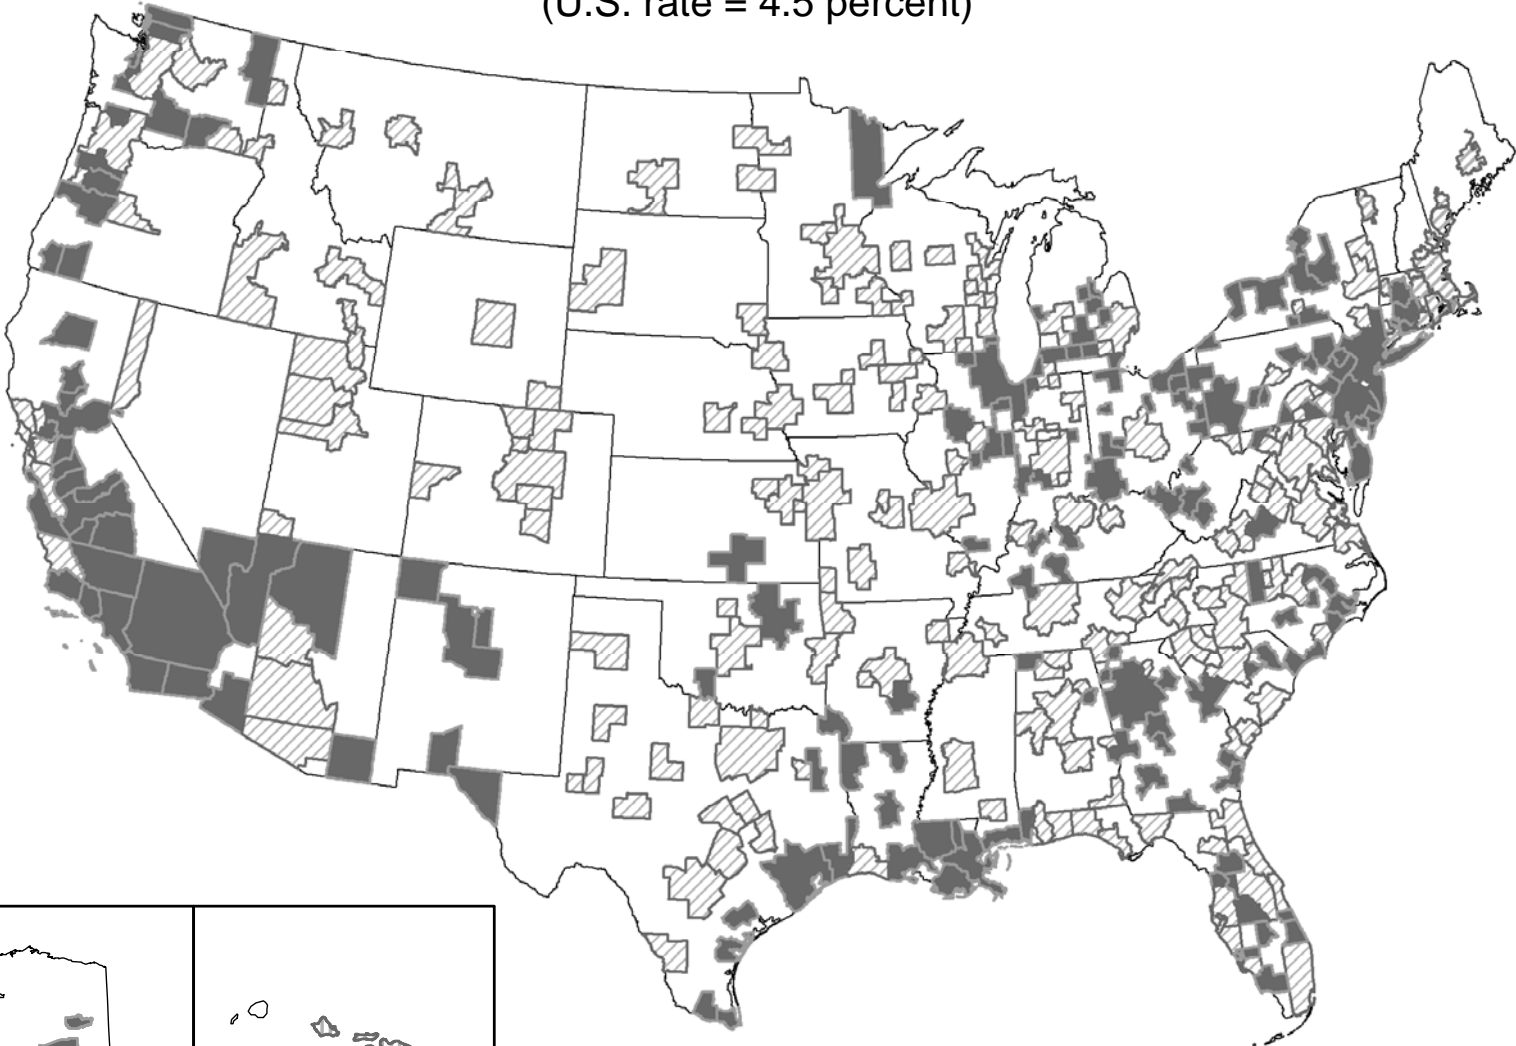 (U.S. rate = 4.5 percent)